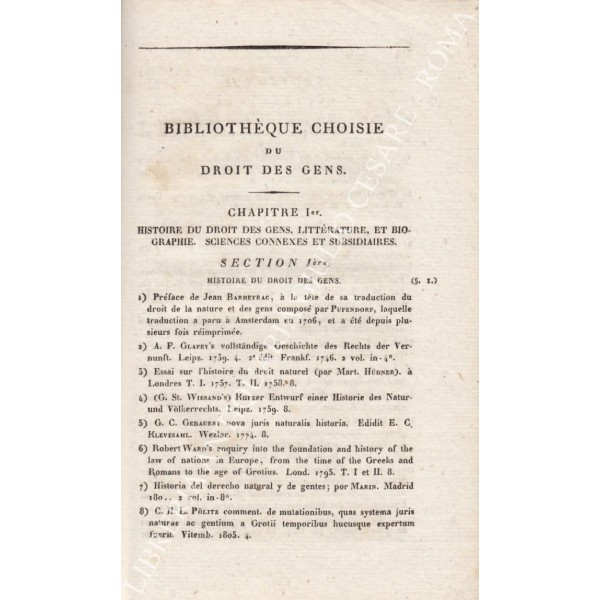 BIBLIOTHÈQUE CHOISIE
DU
DROIT DES GENS.
CHAPITRE Ier.
HISTOIRE DU DROIT DES GENS, LITTÉRATURE, ET BIO-
GRAPHIE. SCIENCES CONNEXES ET SUBSIDIAIRES.
SECTION Ière.
HISTOIRE DU DROIT DES GENS. (§. 1.)
1) Préface de Jean BARBEYRAC, à la tête de sa traduction du
droit de la nature et des gens composé par PUFENDORF, laquelle
traduction a paru à Amsterdam en 1706, et a été depuis plu-
sieurs fois réimprimée.
2) A. F. GLAFEY's vollständige Geschichte des Rechts der Ver-
nunft. Leipz. 1739. 4. 2e édit. Frankf. 1746. 2 vol. in-4°.
3) Essai sur l'histoire du droit naturel (par Mart. HÜBNER). à
Londres T. I. 1757. T. II. 1758. 8.
4) (G. St. WIESAND's) Kurzer Entwurf einer Historie des Natur-
und Völkerrechts. Leipz. 1759. 8.
5) G. C. GEBAUERI nova juris naturalis historia. Edidit E. C.
KLEVESAHL. Wezlar. 1774. 8.
6) Robert WARD's enquiry into the foundation and history of the
law of nations in Europe, from the time of the Greeks and
Romans to the age of Grotius. Lond. 1795. T. I et II. 8.
7) Historia del derecho natural y de gentes; por MARIN. Madrid
180.. 2 vol. in-8°.
8) C. H. L. PÖLITZ comment. de mutationibus, quas systema juris
naturae ac gentium a Grotii temporibus hucusque expertum
fuerit. Vitemb. 1805. 4.